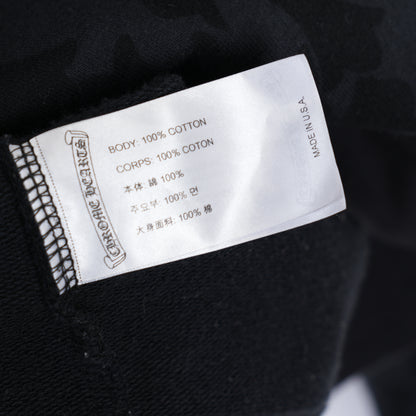 CHROME HEARTS
BODY: 100% COTTON
CORPS: 100% COTON
本体 綿 100%
주요부: 100% 면
大身面料: 100% 棉
MADE IN U.S.A.